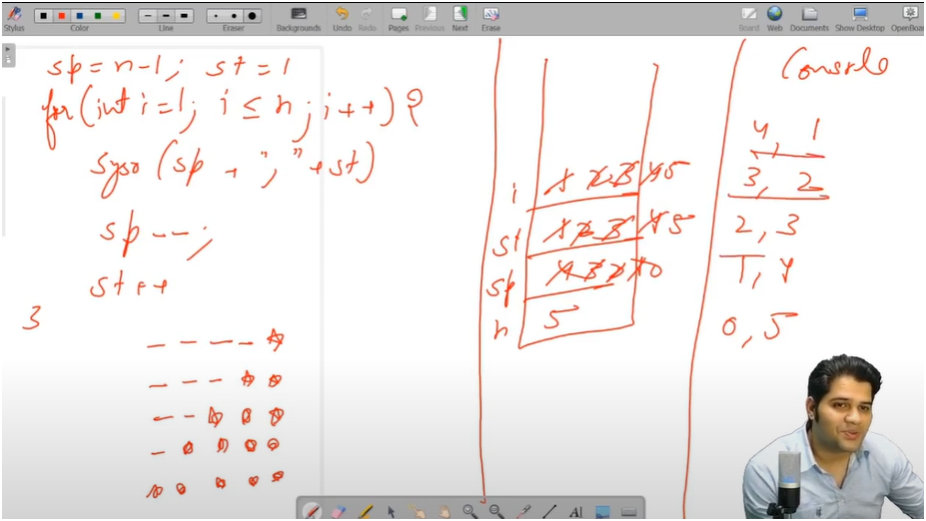 Stylus Color Line Eraser Backgrounds Undo Redo Pages Previous Next Erase Board Web Documents Show Desktop OpenBoar
sp = n-1; st = 1
for(int i=1; i ≤ n; i++) {
syso (sp + "," + st)
sp--;
st++
}
i 1 2 3 4 5
st 1 2 3 4 5
sp 4 3 2 1 0
n 5
Console
4, 1
3, 2
2, 3
1, 4
0, 5